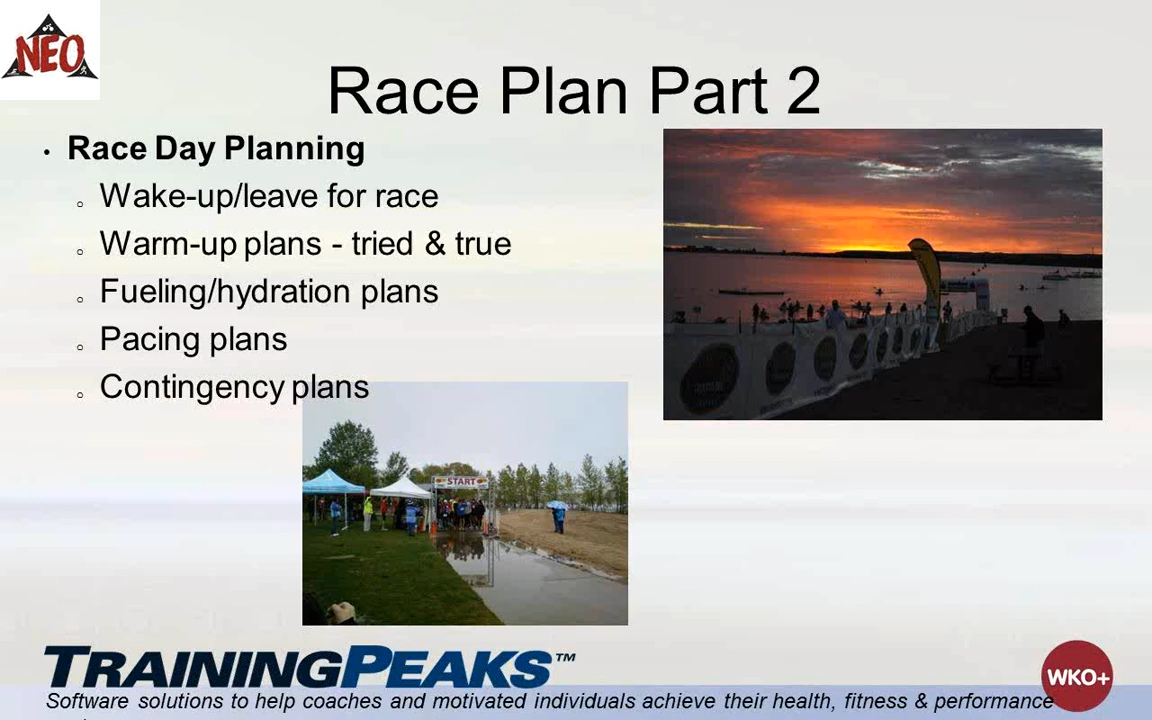 NEO
Race Plan Part 2
• Race Day Planning
o Wake-up/leave for race
o Warm-up plans - tried & true
o Fueling/hydration plans
o Pacing plans
o Contingency plans
START
TRAININGPEAKS™
WKO+
Software solutions to help coaches and motivated individuals achieve their health, fitness & performance